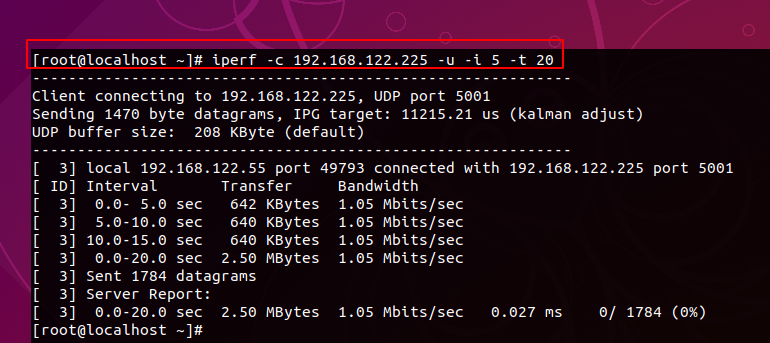 [root@localhost ~]# iperf -c 192.168.122.225 -u -i 5 -t 20
------------------------------------------------------------
Client connecting to 192.168.122.225, UDP port 5001
Sending 1470 byte datagrams, IPG target: 11215.21 us (kalman adjust)
UDP buffer size:  208 KByte (default)
------------------------------------------------------------
[  3] local 192.168.122.55 port 49793 connected with 192.168.122.225 port 5001
[ ID] Interval       Transfer     Bandwidth
[  3]  0.0- 5.0 sec   642 KBytes  1.05 Mbits/sec
[  3]  5.0-10.0 sec   640 KBytes  1.05 Mbits/sec
[  3] 10.0-15.0 sec   640 KBytes  1.05 Mbits/sec
[  3]  0.0-20.0 sec  2.50 MBytes  1.05 Mbits/sec
[  3] Sent 1784 datagrams
[  3] Server Report:
[  3]  0.0-20.0 sec  2.50 MBytes  1.05 Mbits/sec   0.027 ms    0/ 1784 (0%)
[root@localhost ~]#